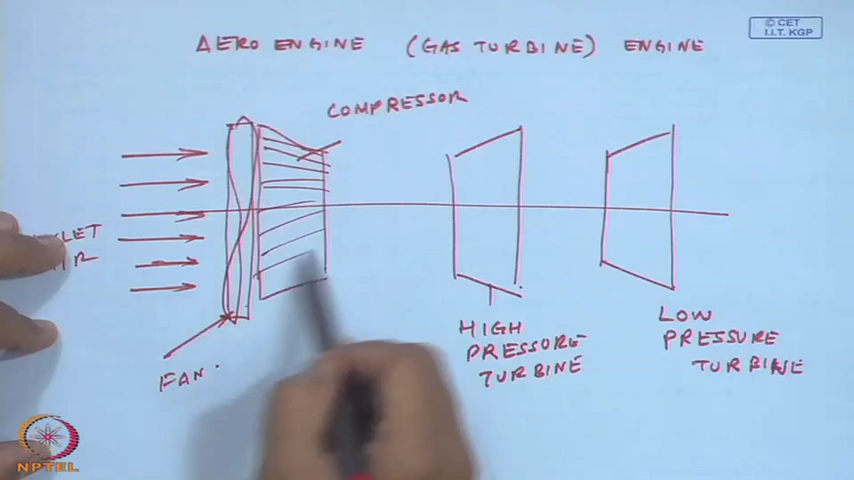 AERO ENGINE (GAS TURBINE) ENGINE
© CET
I.I.T. KGP
COMPRESSOR
FAN.
HIGH
PRESSURE
TURBINE
LOW
PRESSURE
TURBINE
NPTEL